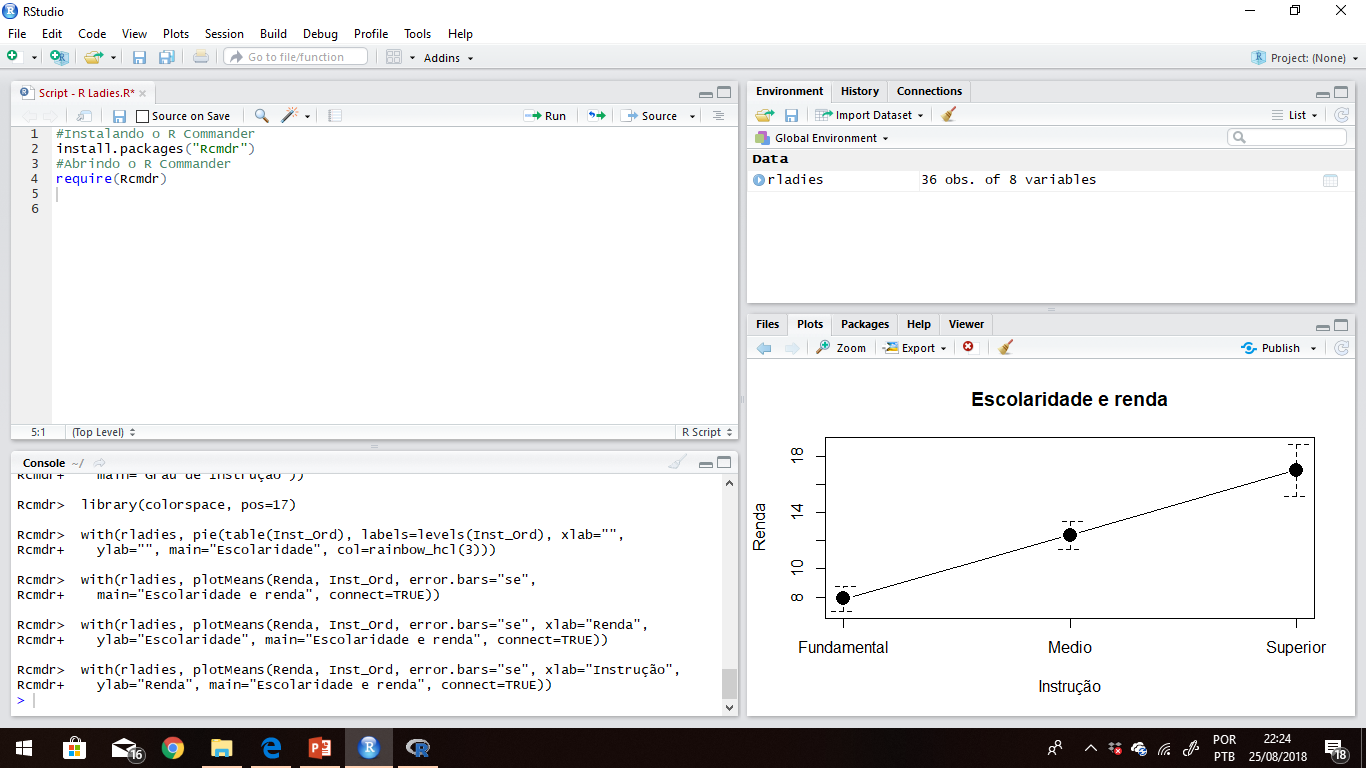 RStudio
File Edit Code View Plots Session Build Debug Profile Tools Help
Go to file/function Addins Project: (None)
Script - R Ladies.R*
Source on Save Run Source
1 #Instalando o R Commander
2 install.packages("Rcmdr")
3 #Abrindo o R Commander
4 require(Rcmdr)
5
6
5:1 (Top Level) R Script
Console ~/
Rcmdr+    main="Grau de Instrução"))
Rcmdr>  library(colorspace, pos=17)
Rcmdr>  with(rladies, pie(table(Inst_Ord), labels=levels(Inst_Ord), xlab="",
Rcmdr+    ylab="", main="Escolaridade", col=rainbow_hcl(3)))
Rcmdr>  with(rladies, plotMeans(Renda, Inst_Ord, error.bars="se",
Rcmdr+    main="Escolaridade e renda", connect=TRUE))
Rcmdr>  with(rladies, plotMeans(Renda, Inst_Ord, error.bars="se", xlab="Renda",
Rcmdr+    ylab="Escolaridade", main="Escolaridade e renda", connect=TRUE))
Rcmdr>  with(rladies, plotMeans(Renda, Inst_Ord, error.bars="se", xlab="Instrução",
Rcmdr+    ylab="Renda", main="Escolaridade e renda", connect=TRUE))
>
Environment History Connections
Import Dataset List
Global Environment
Data
rladies 36 obs. of 8 variables
Files Plots Packages Help Viewer
Zoom Export Publish
Escolaridade e renda
18
14
10
8
Renda
Fundamental Medio Superior
Instrução
16
POR
PTB
22:24
25/08/2018
18